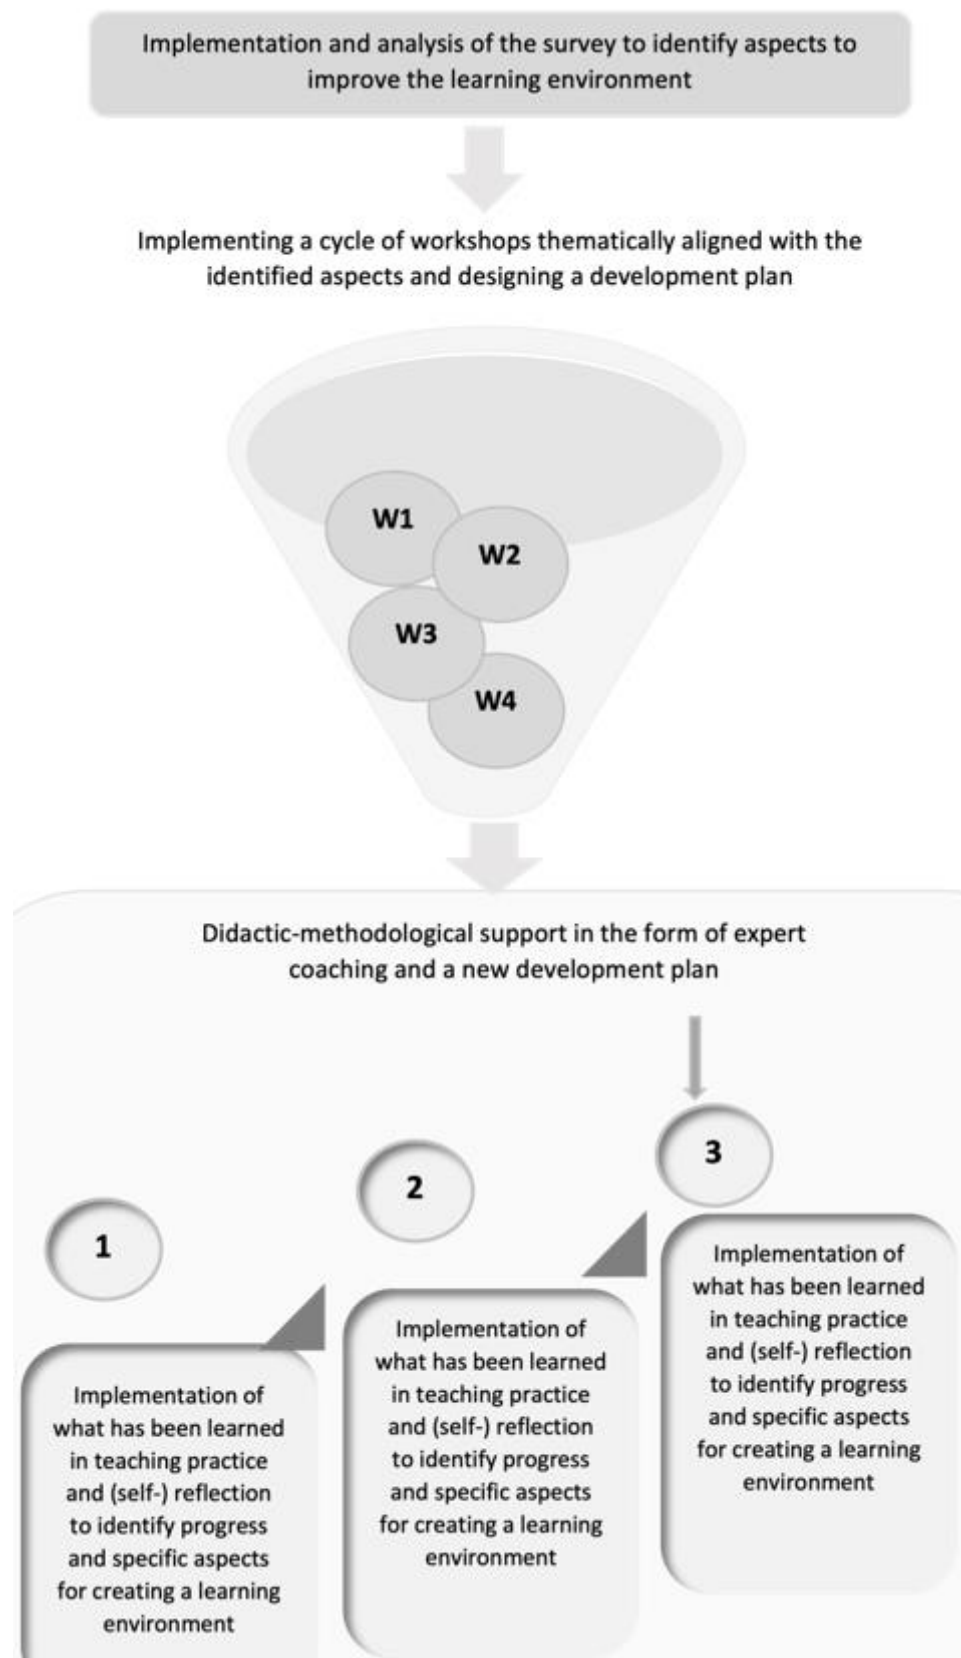 Implementation and analysis of the survey to identify aspects to
improve the learning environment
Implementing a cycle of workshops thematically aligned with the
identified aspects and designing a development plan
W1
W2
W3
W4
Didactic-methodological support in the form of expert
coaching and a new development plan
1
Implementation of
what has been learned
in teaching practice
and (self-) reflection
to identify progress
and specific aspects
for creating a learning
environment
2
Implementation of
what has been learned
in teaching practice
and (self-) reflection
to identify progress
and specific aspects
for creating a learning
environment
3
Implementation of
what has been learned
in teaching practice
and (self-) reflection
to identify progress
and specific aspects
for creating a learning
environment